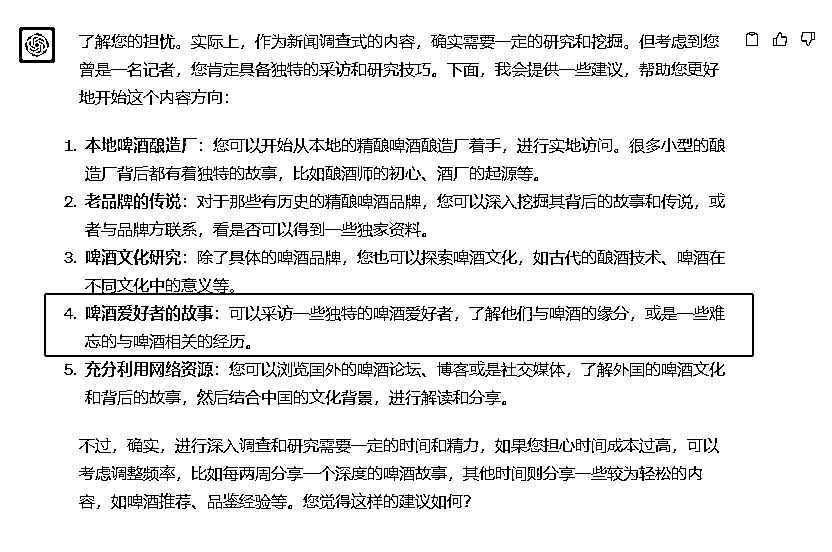 了解您的担忧。实际上，作为新闻调查式的内容，确实需要一定的研究和挖掘。但考虑到您
曾是一名记者，您肯定具备独特的采访和研究技巧。下面，我会提供一些建议，帮助您更好
地开始这个内容方向：
1. 本地啤酒酿造厂：您可以开始从本地的精酿啤酒酿造厂着手，进行实地访问。很多小型的酿
造厂背后都有着独特的故事，比如酿酒师的初心、酒厂的起源等。
2. 老品牌的传说：对于那些有历史的精酿啤酒品牌，您可以深入挖掘其背后的故事和传说，或
者与品牌方联系，看是否可以得到一些独家资料。
3. 啤酒文化研究：除了具体的啤酒品牌，您也可以探索啤酒文化，如古代的酿酒技术、啤酒在
不同文化中的意义等。
4. 啤酒爱好者的故事：可以采访一些独特的啤酒爱好者，了解他们与啤酒的缘分，或是一些难
忘的与啤酒相关的经历。
5. 充分利用网络资源：您可以浏览国外的啤酒论坛、博客或是社交媒体，了解外国的啤酒文化
和背后的故事，然后结合中国的文化背景，进行解读和分享。
不过，确实，进行深入调查和研究需要一定的时间和精力，如果您担心时间成本过高，可以
考虑调整频率，比如每两周分享一个深度的啤酒故事，其他时间则分享一些较为轻松的内
容，如啤酒推荐、品鉴经验等。您觉得这样的建议如何？